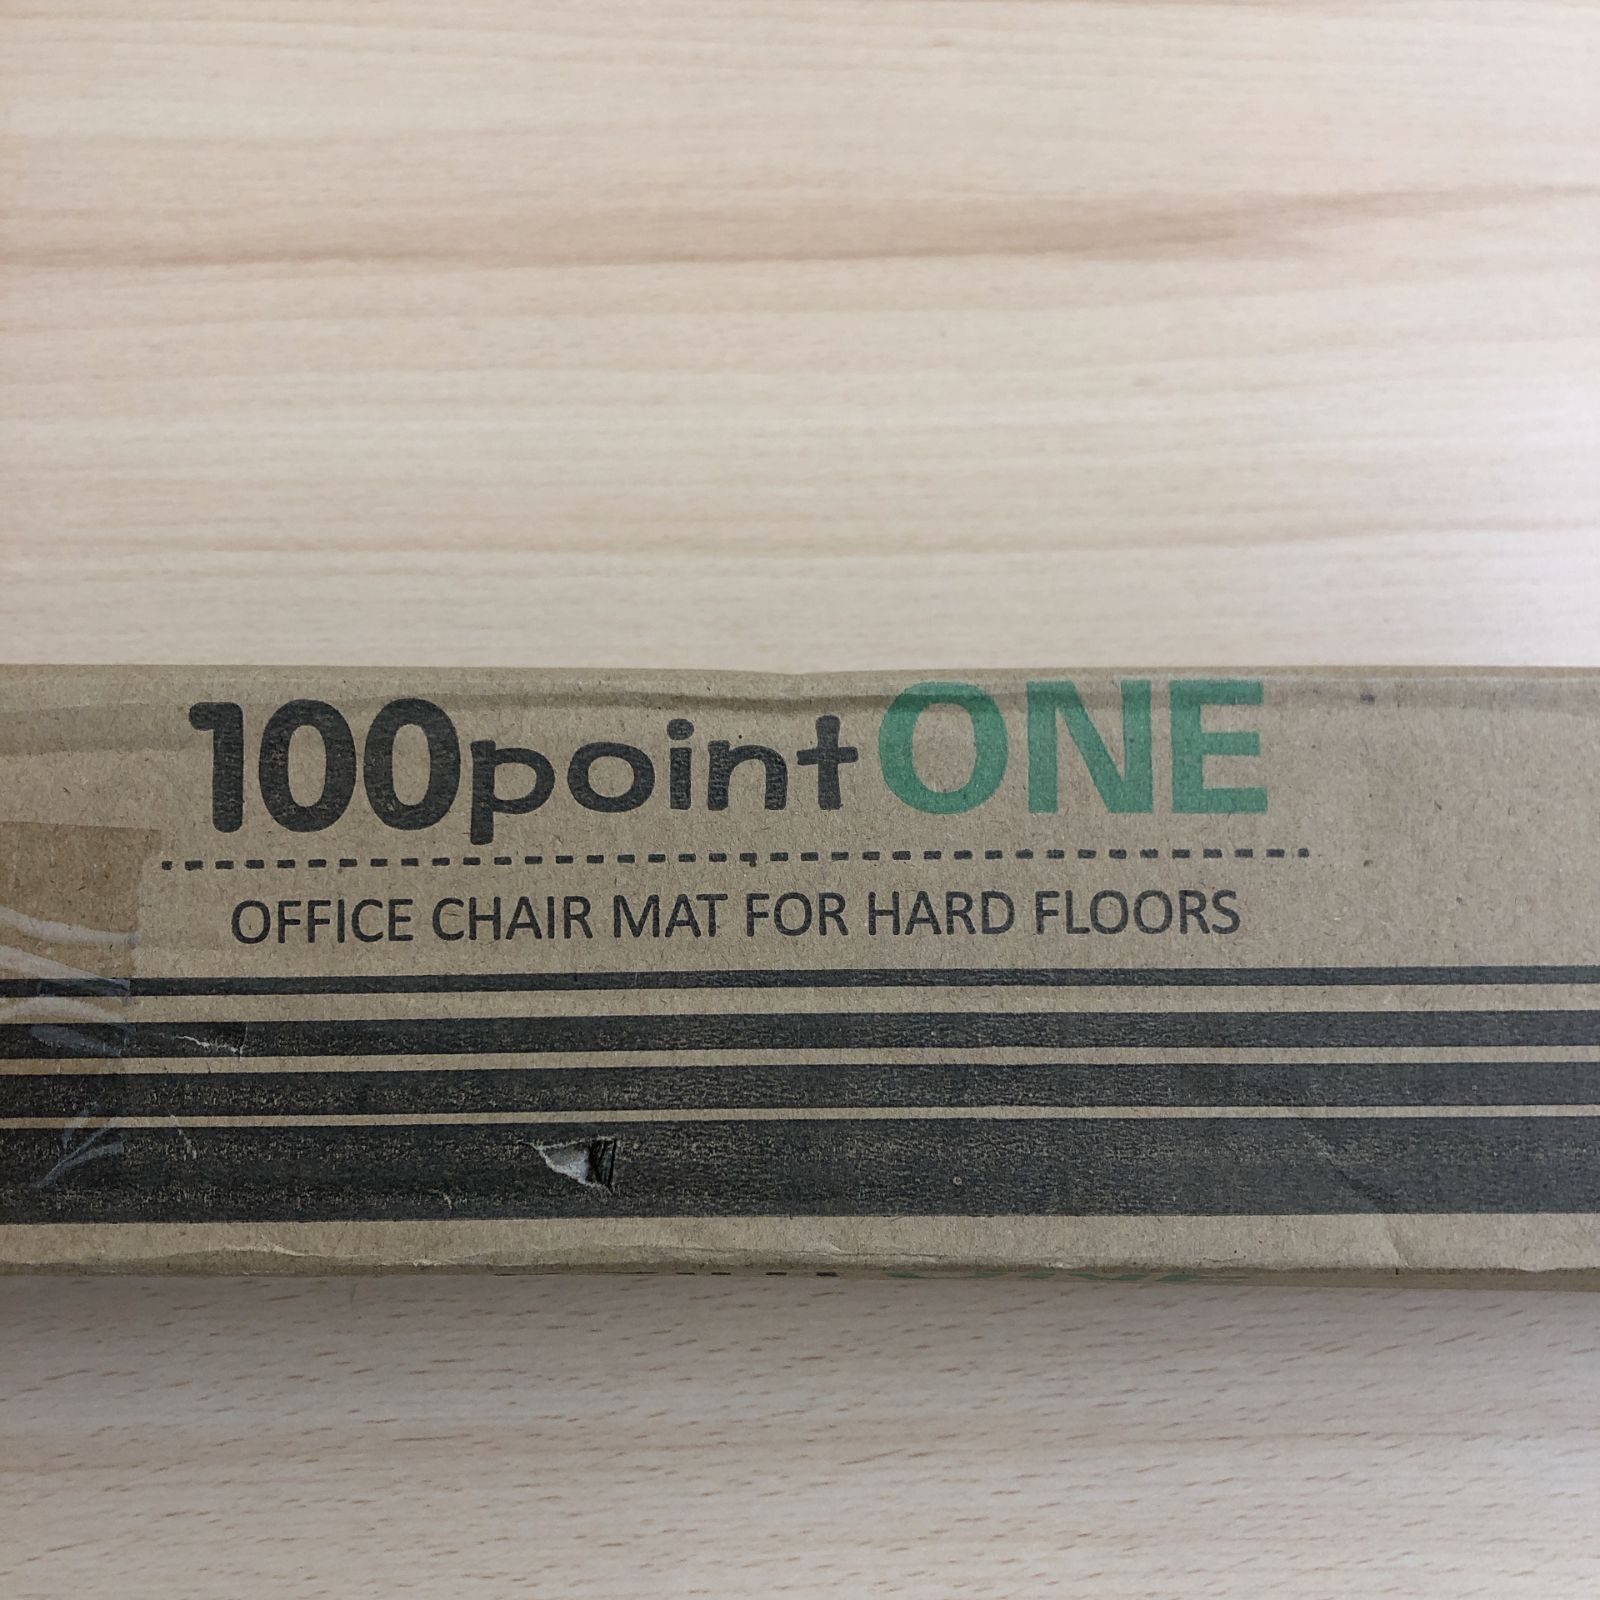 100pointONE
OFFICE CHAIR MAT FOR HARD FLOORS